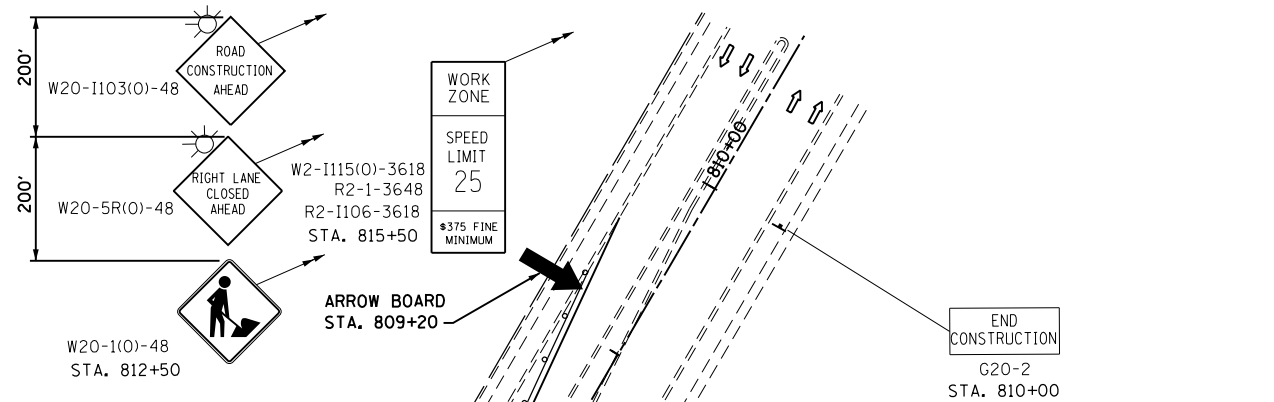 200'
ROAD
CONSTRUCTION
AHEAD
W20-I103(O)-48
200'
RIGHT LANE
CLOSED
AHEAD
W20-5R(O)-48
W20-1(O)-48
STA. 812+50
WORK
ZONE
SPEED
LIMIT
25
$375 FINE
MINIMUM
W2-I115(O)-3618
R2-1-3648
R2-I106-3618
STA. 815+50
ARROW BOARD
STA. 809+20
810+00
END
CONSTRUCTION
G20-2
STA. 810+00